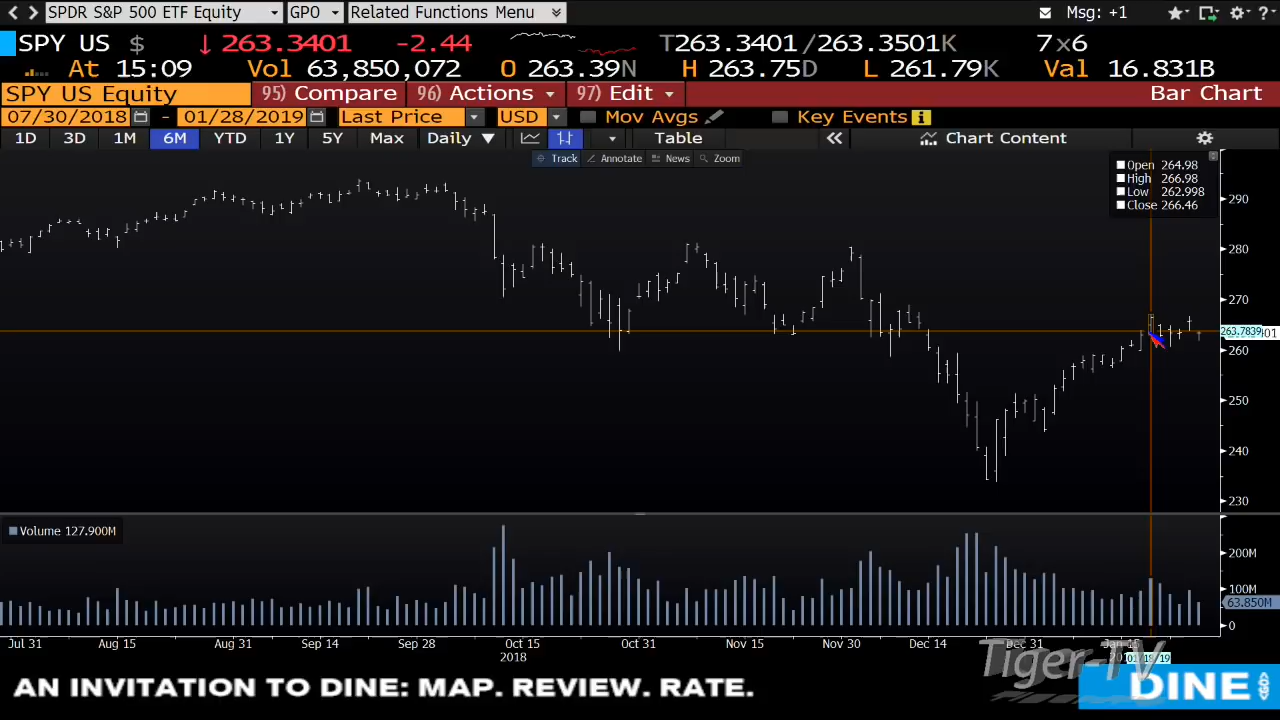 SPDR S&P 500 ETF Equity GPO Related Functions Menu Msg: +1
SPY US $ ↓ 263.3401 -2.44 T263.3401/263.3501K 7x6
At 15:09 Vol 63,850,072 O 263.39N H 263.75D L 261.79K Val 16.831B
SPY US Equity 95) Compare 96) Actions 97) Edit Bar Chart
07/30/2018 - 01/28/2019 Last Price USD Mov Avgs Key Events
1D 3D 1M 6M YTD 1Y 5Y Max Daily Table Chart Content
Track Annotate News Zoom
Open 264.98
High 266.98
Low 262.998
Close 266.46
290
280
270
263.7839
260
250
240
230
Volume 127.900M
200M
100M
63.850M
0
Jul 31 Aug 15 Aug 31 Sep 14 Sep 28 Oct 15 Oct 31 Nov 15 Nov 30 Dec 14 Dec 31 Jan 15
2018
Tiger-TV
AN INVITATION TO DINE: MAP. REVIEW. RATE. DINE